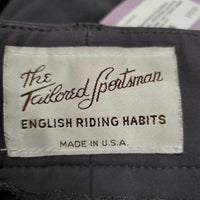 The
Tailored Sportsman
ENGLISH RIDING HABITS
MADE IN U.S.A.